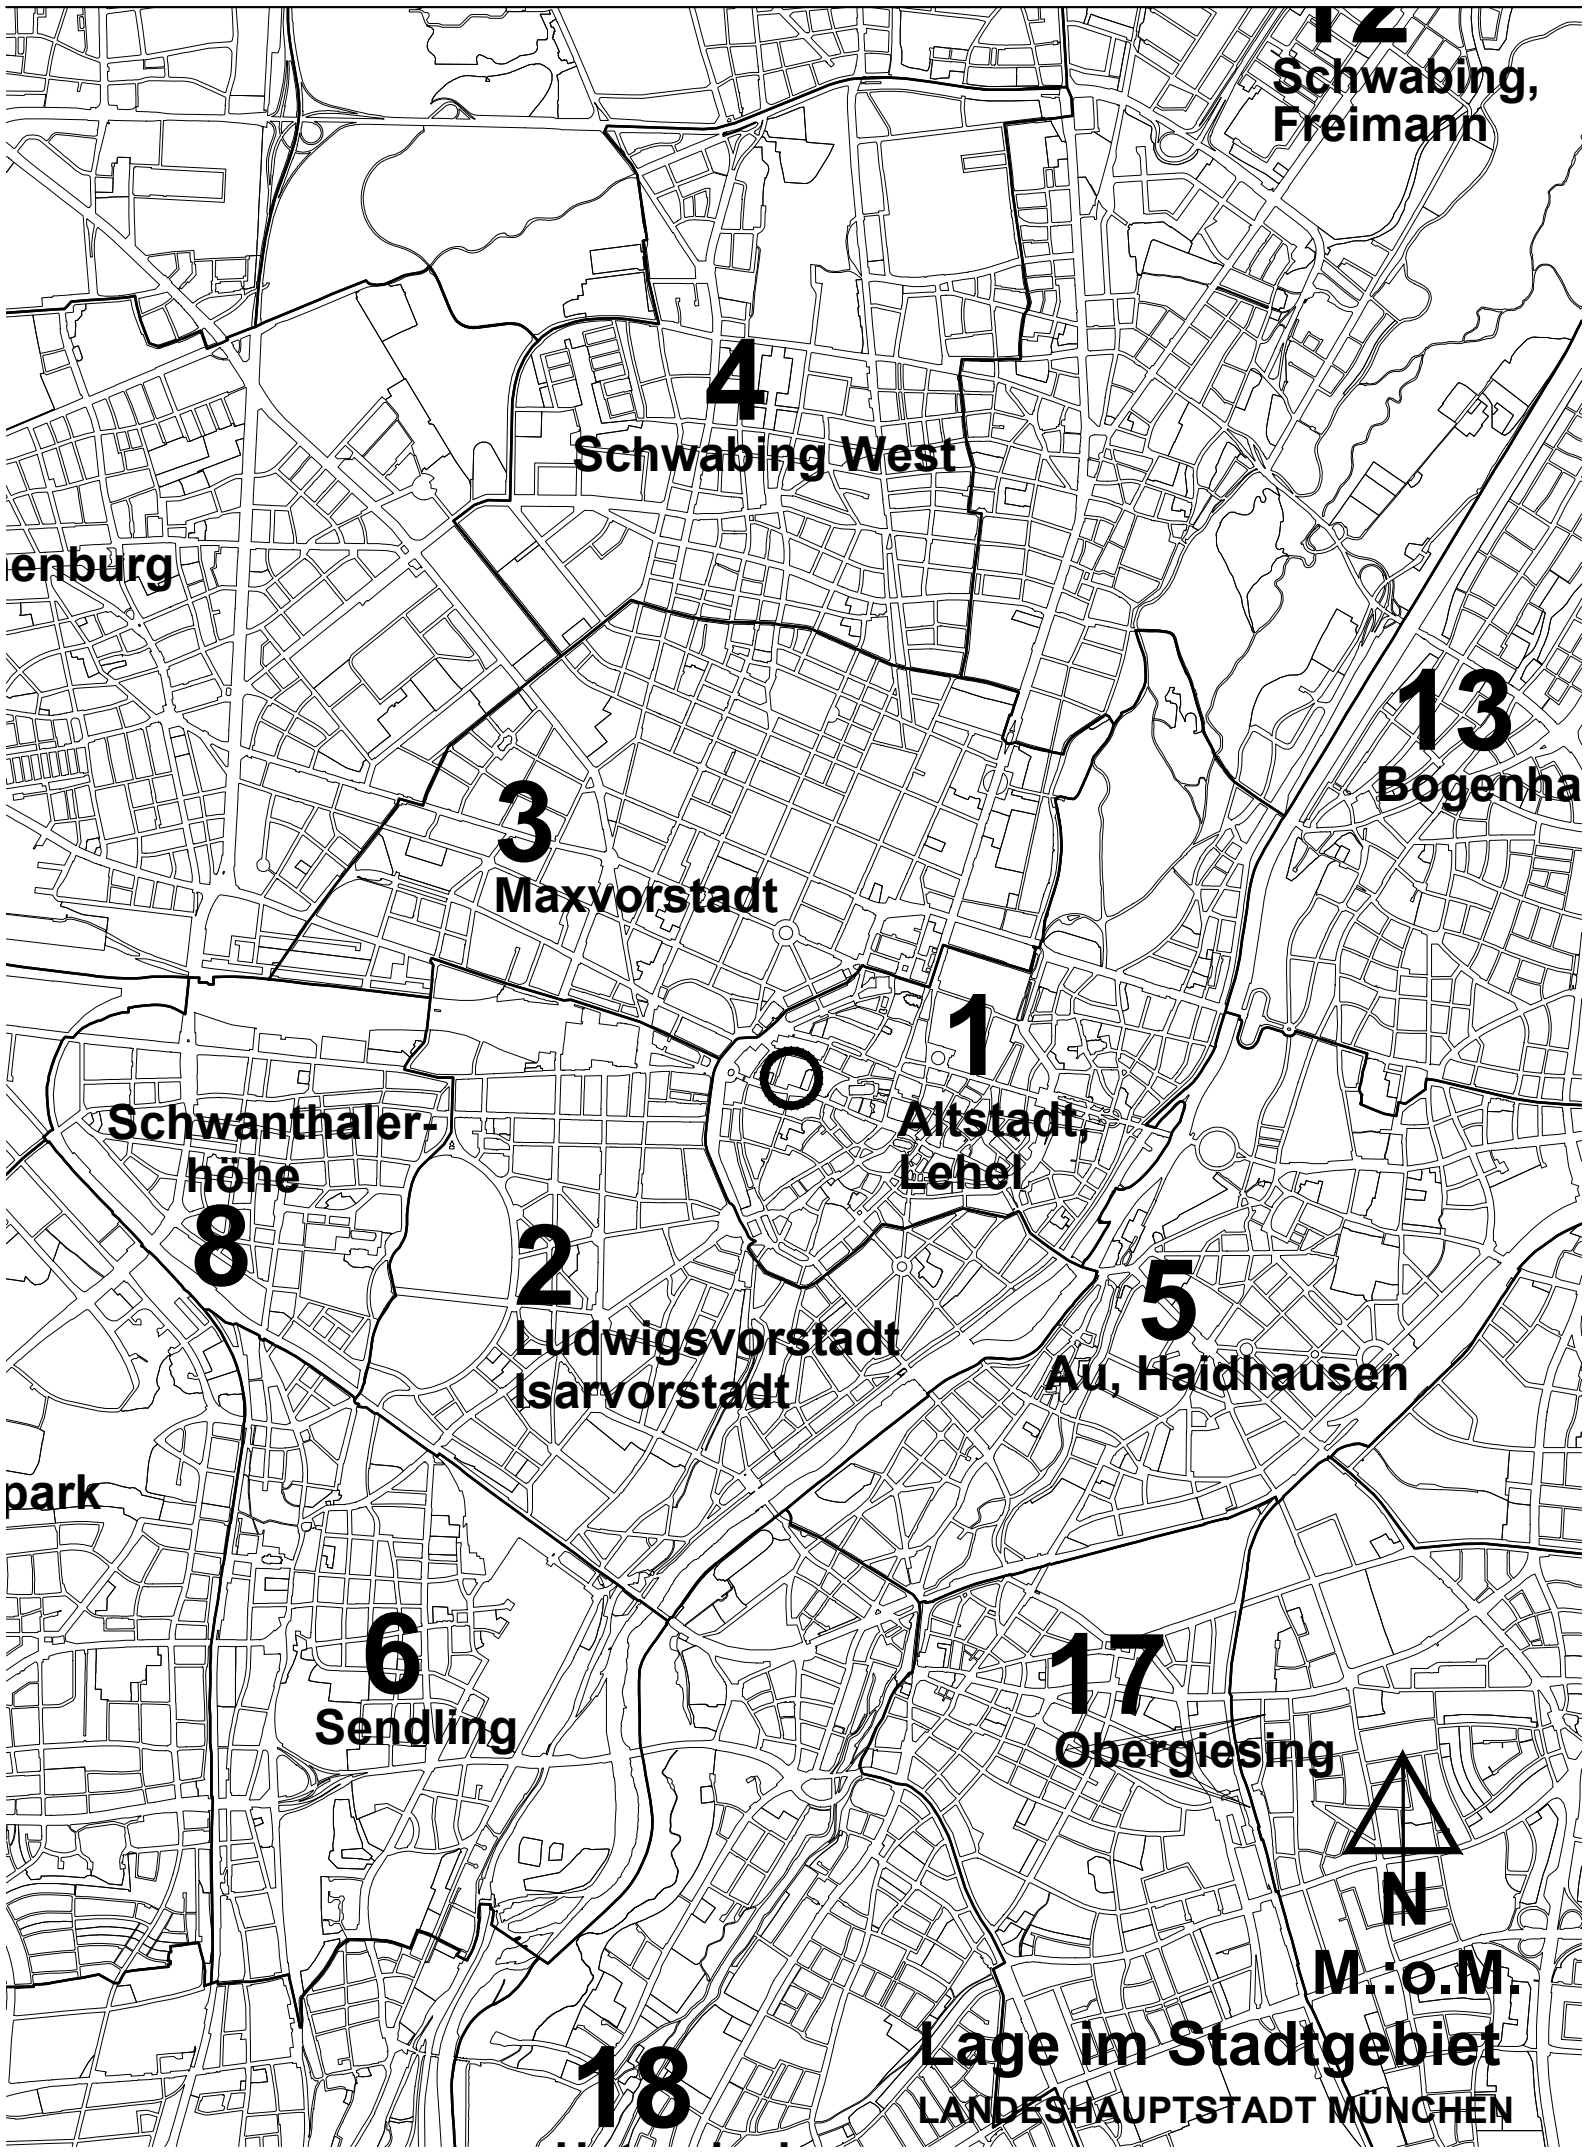 12
Schwabing,
Freimann
4
Schwabing West
enburg
13
Bogenha
3
Maxvorstadt
1
Altstadt,
Lehel
Schwanthaler-
höhe
8
2
Ludwigsvorstadt
Isarvorstadt
5
Au, Haidhausen
park
6
Sendling
17
Obergiesing
N
M.:o.M.
Lage im Stadtgebiet
LANDESHAUPTSTADT MÜNCHEN
18